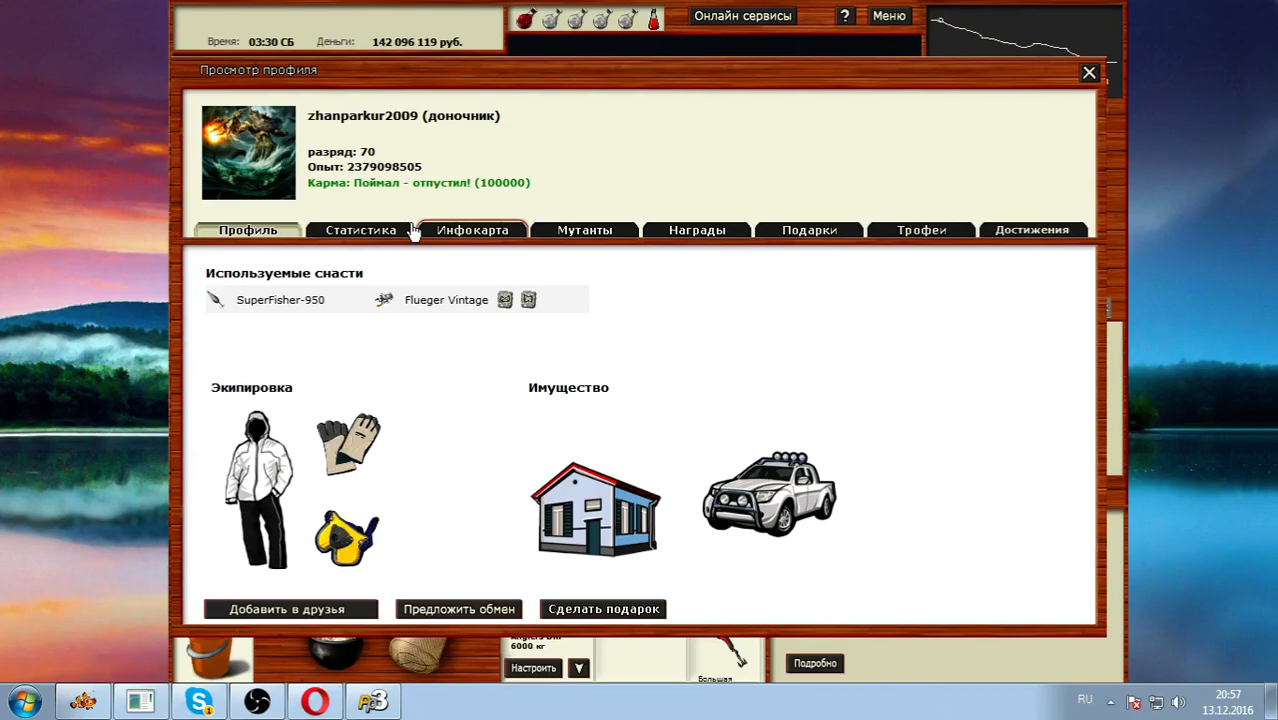 Онлайн сервисы ? Меню
Время: 03:30 СБ Деньги: 142 096 119 руб.
Просмотр профиля
zhanparkur2009 (доночник)
разряд: 70
Опыт: 2379098505
Карма: Поймал - отпустил! (100000)
Профиль Статистика Инфокарта Мутанты Награды Подарки Трофеи Достижения
Используемые снасти
SuperFisher-950 Flueger Vintage
Экипировка Имущество
Добавить в друзья Предложить обмен Сделать подарок
6000 кг
Настроить Подробно
Большая
RU 20:57
13.12.2016